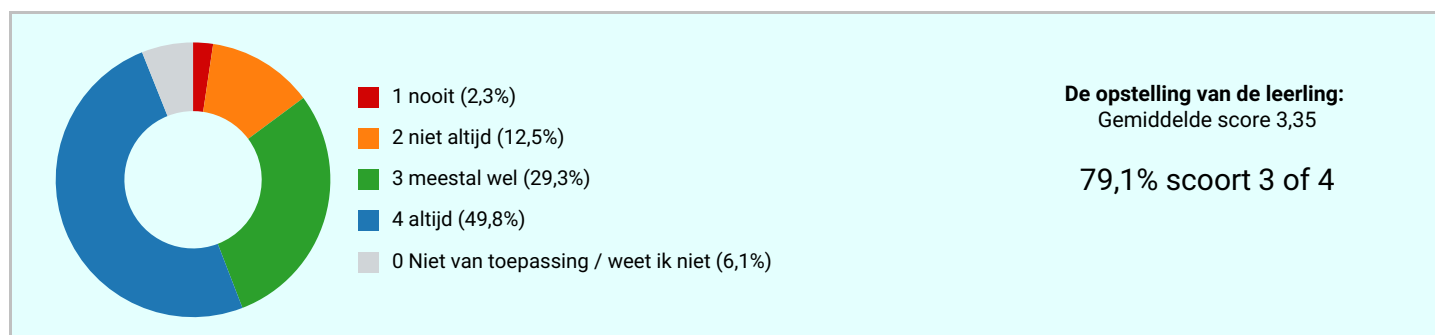 1 nooit (2,3%)
2 niet altijd (12,5%)
3 meestal wel (29,3%)
4 altijd (49,8%)
0 Niet van toepassing / weet ik niet (6,1%)
De opstelling van de leerling:
Gemiddelde score 3,35
79,1% scoort 3 of 4